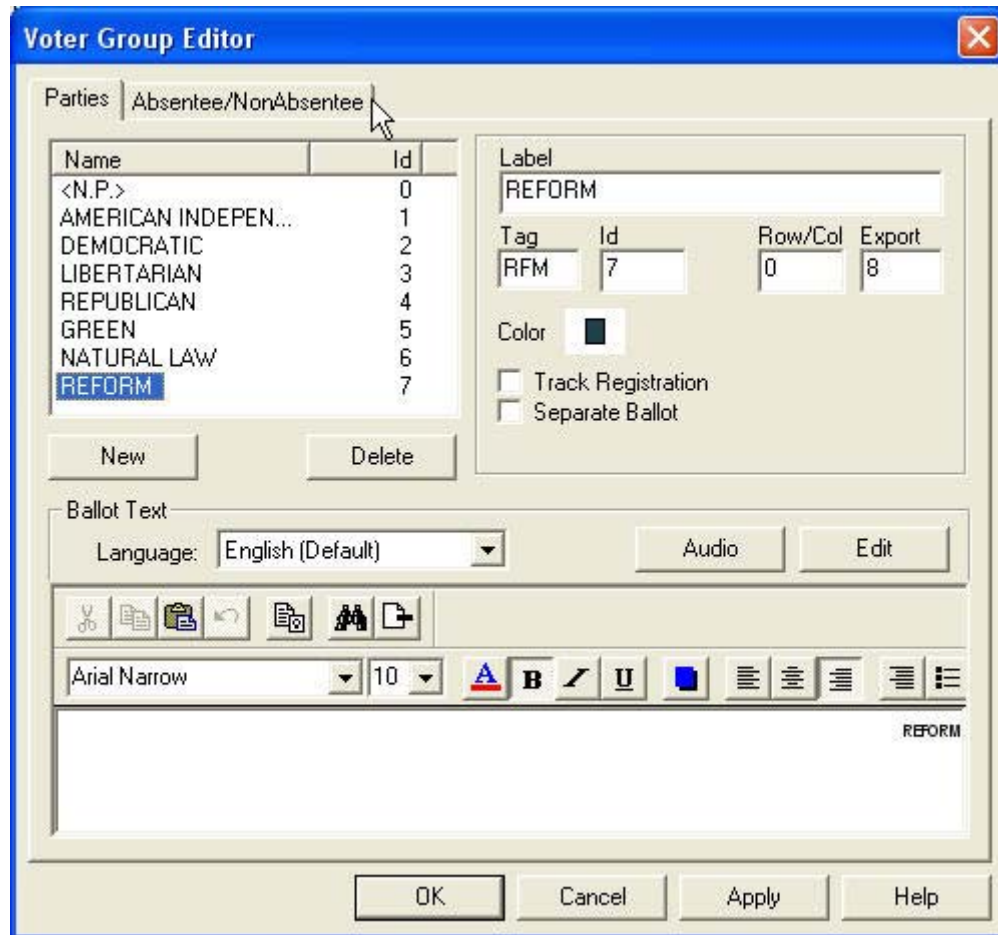 Voter Group Editor
Parties
Absentee/NonAbsentee
Name Id
<N.P.> 0
AMERICAN INDEPEN... 1
DEMOCRATIC 2
LIBERTARIAN 3
REPUBLICAN 4
GREEN 5
NATURAL LAW 6
REFORM 7
New
Delete
Label
REFORM
Tag Id Row/Col Export
RFM 7 0 8
Color
Track Registration
Separate Ballot
Ballot Text
Language: English (Default)
Audio
Edit
Arial Narrow 10 A B I U
REFORM
OK Cancel Apply Help